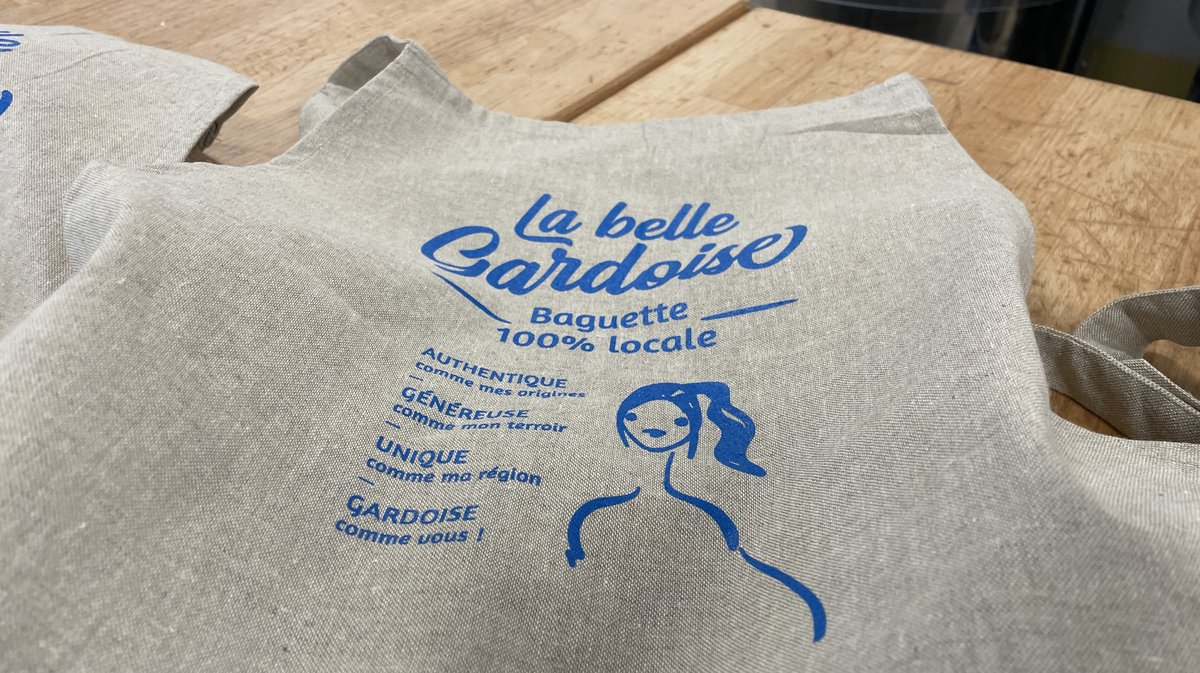 La belle
Gardoise
Baguette
100% locale
AUTHENTIQUE
comme mes origines
—
GÉNÉREUSE
comme mon terroir
—
UNIQUE
comme ma région
—
GARDOISE
comme vous !